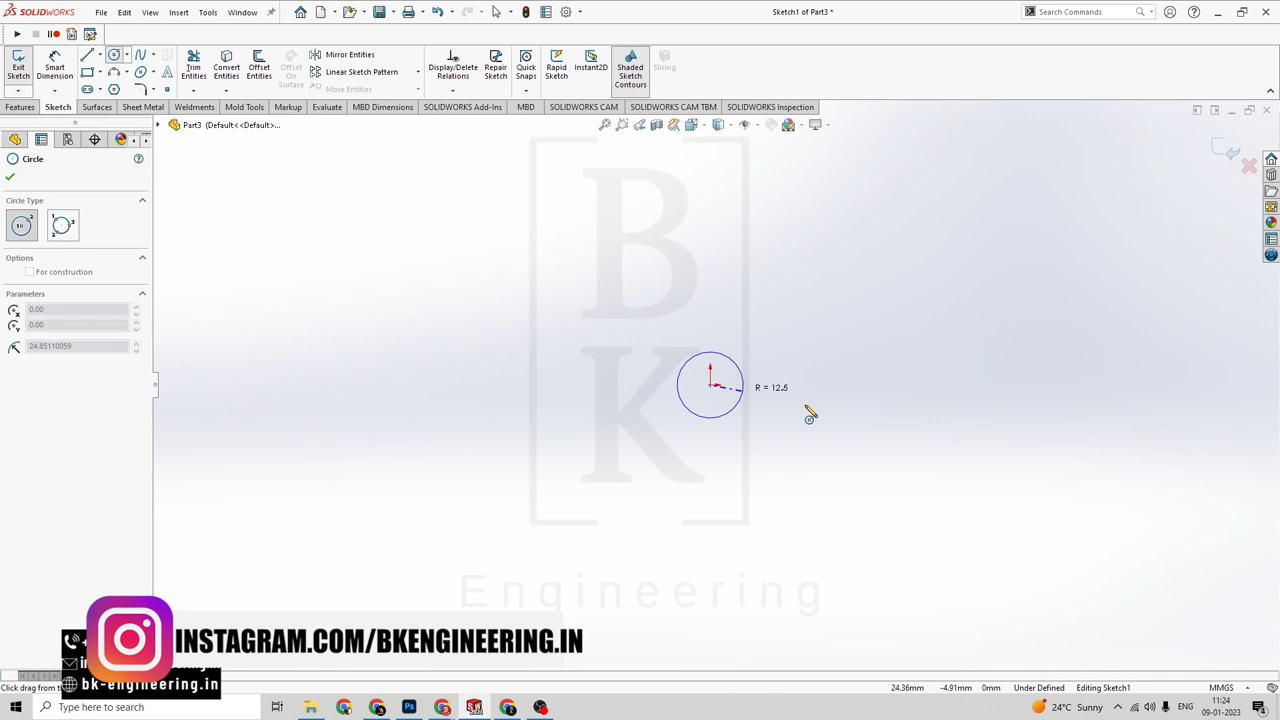 SOLIDWORKS File Edit View Insert Tools Window Sketch1 of Part3 * Search Commands
Exit Sketch Smart Dimension Trim Entities Convert Entities Offset Entities Offset On Surface Mirror Entities Linear Sketch Pattern Move Entities Display/Delete Relations Repair Sketch Quick Snaps Rapid Sketch Instant2D Shaded Sketch Contours Slicing
Features Sketch Surfaces Sheet Metal Weldments Mold Tools Markup Evaluate MBD Dimensions SOLIDWORKS Add-Ins MBD SOLIDWORKS CAM SOLIDWORKS CAM TBM SOLIDWORKS Inspection
Part3 (Default<<Default>...
Circle
Circle Type
Options
For construction
Parameters
0.00
0.00
24.85110059
R = 12.5
BK
Engineering
INSTAGRAM.COM/BKENGINEERING.IN
bk-engineering.in
Click drag from t
24.36mm -4.91mm 0mm Under Defined Editing Sketch1 MMGS
Type here to search
24°C Sunny ENG 11:24
09-01-2023